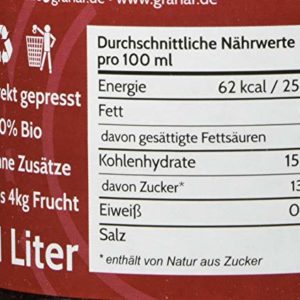 www.granar.de
ekt gepresst
0% Bio
ne Zusätze
s 4kg Frucht
l Liter
Durchschnittliche Nährwerte
pro 100 ml
Energie 62 kcal / 25
Fett
davon gesättigte Fettsäuren
Kohlenhydrate 15
davon Zucker* 13
Eiweiß 0
Salz
*enthält von Natur aus Zucker